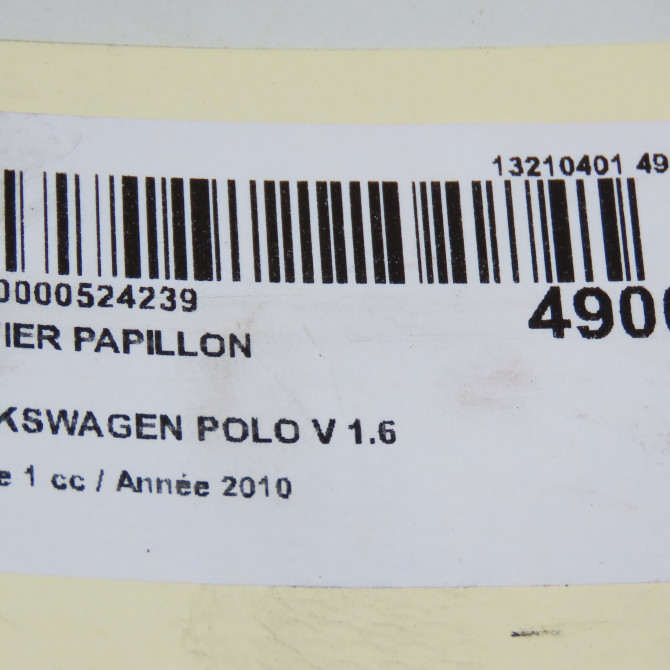 13210401 49
0000524239
4900
IER PAPILLON
KSWAGEN POLO V 1.6
e 1 cc / Année 2010